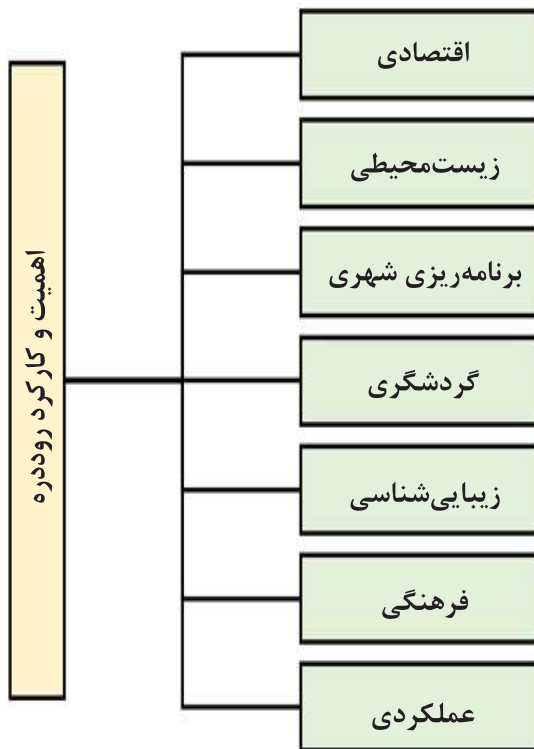 اهمیت و کارکرد روددره
اقتصادی
زیست‌محیطی
برنامه‌ریزی شهری
گردشگری
زیبایی‌شناسی
فرهنگی
عملکردی